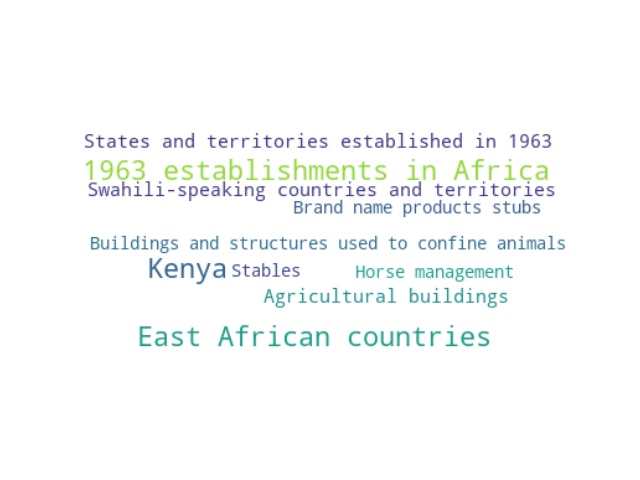 States and territories established in 1963
1963 establishments in Africa
Swahili-speaking countries and territories
Brand name products stubs
Buildings and structures used to confine animals
Kenya Stables Horse management
Agricultural buildings
East African countries